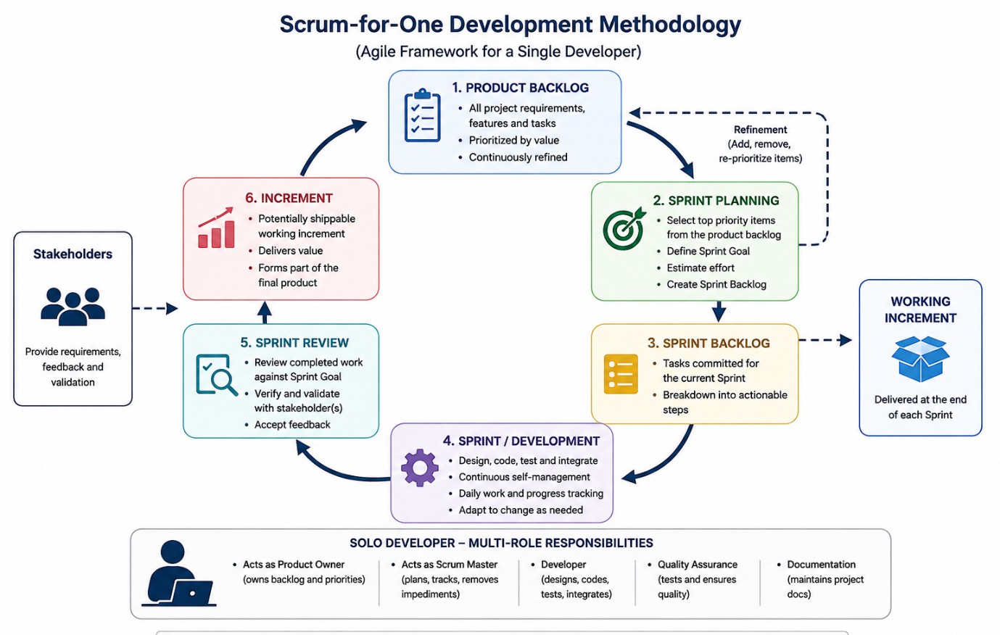 Scrum-for-One Development Methodology
(Agile Framework for a Single Developer)
1. PRODUCT BACKLOG
• All project requirements,
features and tasks
• Prioritized by value
• Continuously refined
Refinement
(Add, remove,
re-prioritize items)
2. SPRINT PLANNING
• Select top priority items
from the product backlog
• Define Sprint Goal
• Estimate effort
• Create Sprint Backlog
3. SPRINT BACKLOG
• Tasks committed for
the current Sprint
• Breakdown into actionable
steps
WORKING
INCREMENT
Delivered at the end
of each Sprint
4. SPRINT / DEVELOPMENT
• Design, code, test and integrate
• Continuous self-management
• Daily work and progress tracking
• Adapt to change as needed
5. SPRINT REVIEW
• Review completed work
against Sprint Goal
• Verify and validate
with stakeholder(s)
• Accept feedback
6. INCREMENT
• Potentially shippable
working increment
• Delivers value
• Forms part of the
final product
Stakeholders
Provide requirements,
feedback and
validation
SOLO DEVELOPER – MULTI-ROLE RESPONSIBILITIES
• Acts as Product Owner
(owns backlog and priorities)
• Acts as Scrum Master
(plans, tracks, removes
impediments)
• Developer
(designs, codes,
tests, integrates)
• Quality Assurance
(tests and ensures
quality)
• Documentation
(maintains project
docs)